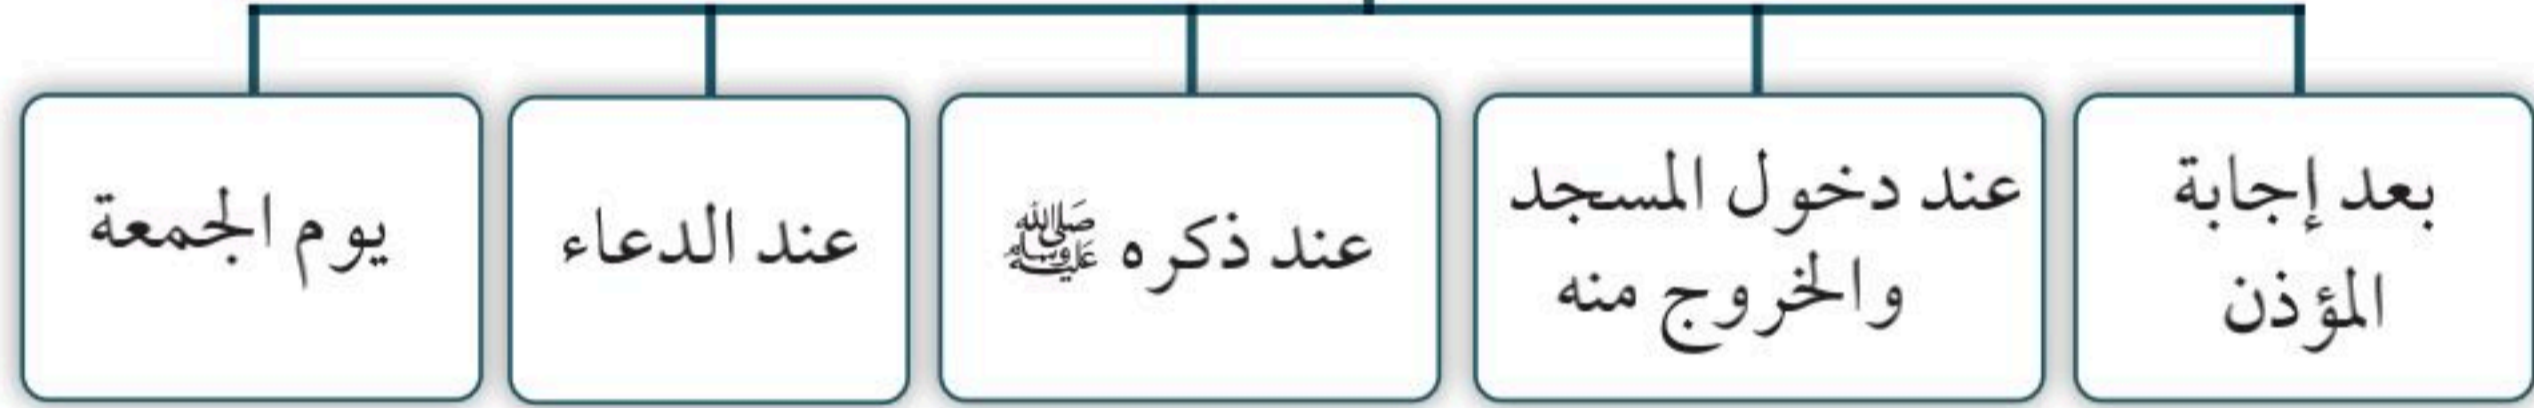 بعد إجابة
المؤذن
عند دخول المسجد
والخروج منه
عند ذكره ﷺ
عند الدعاء
يوم الجمعة